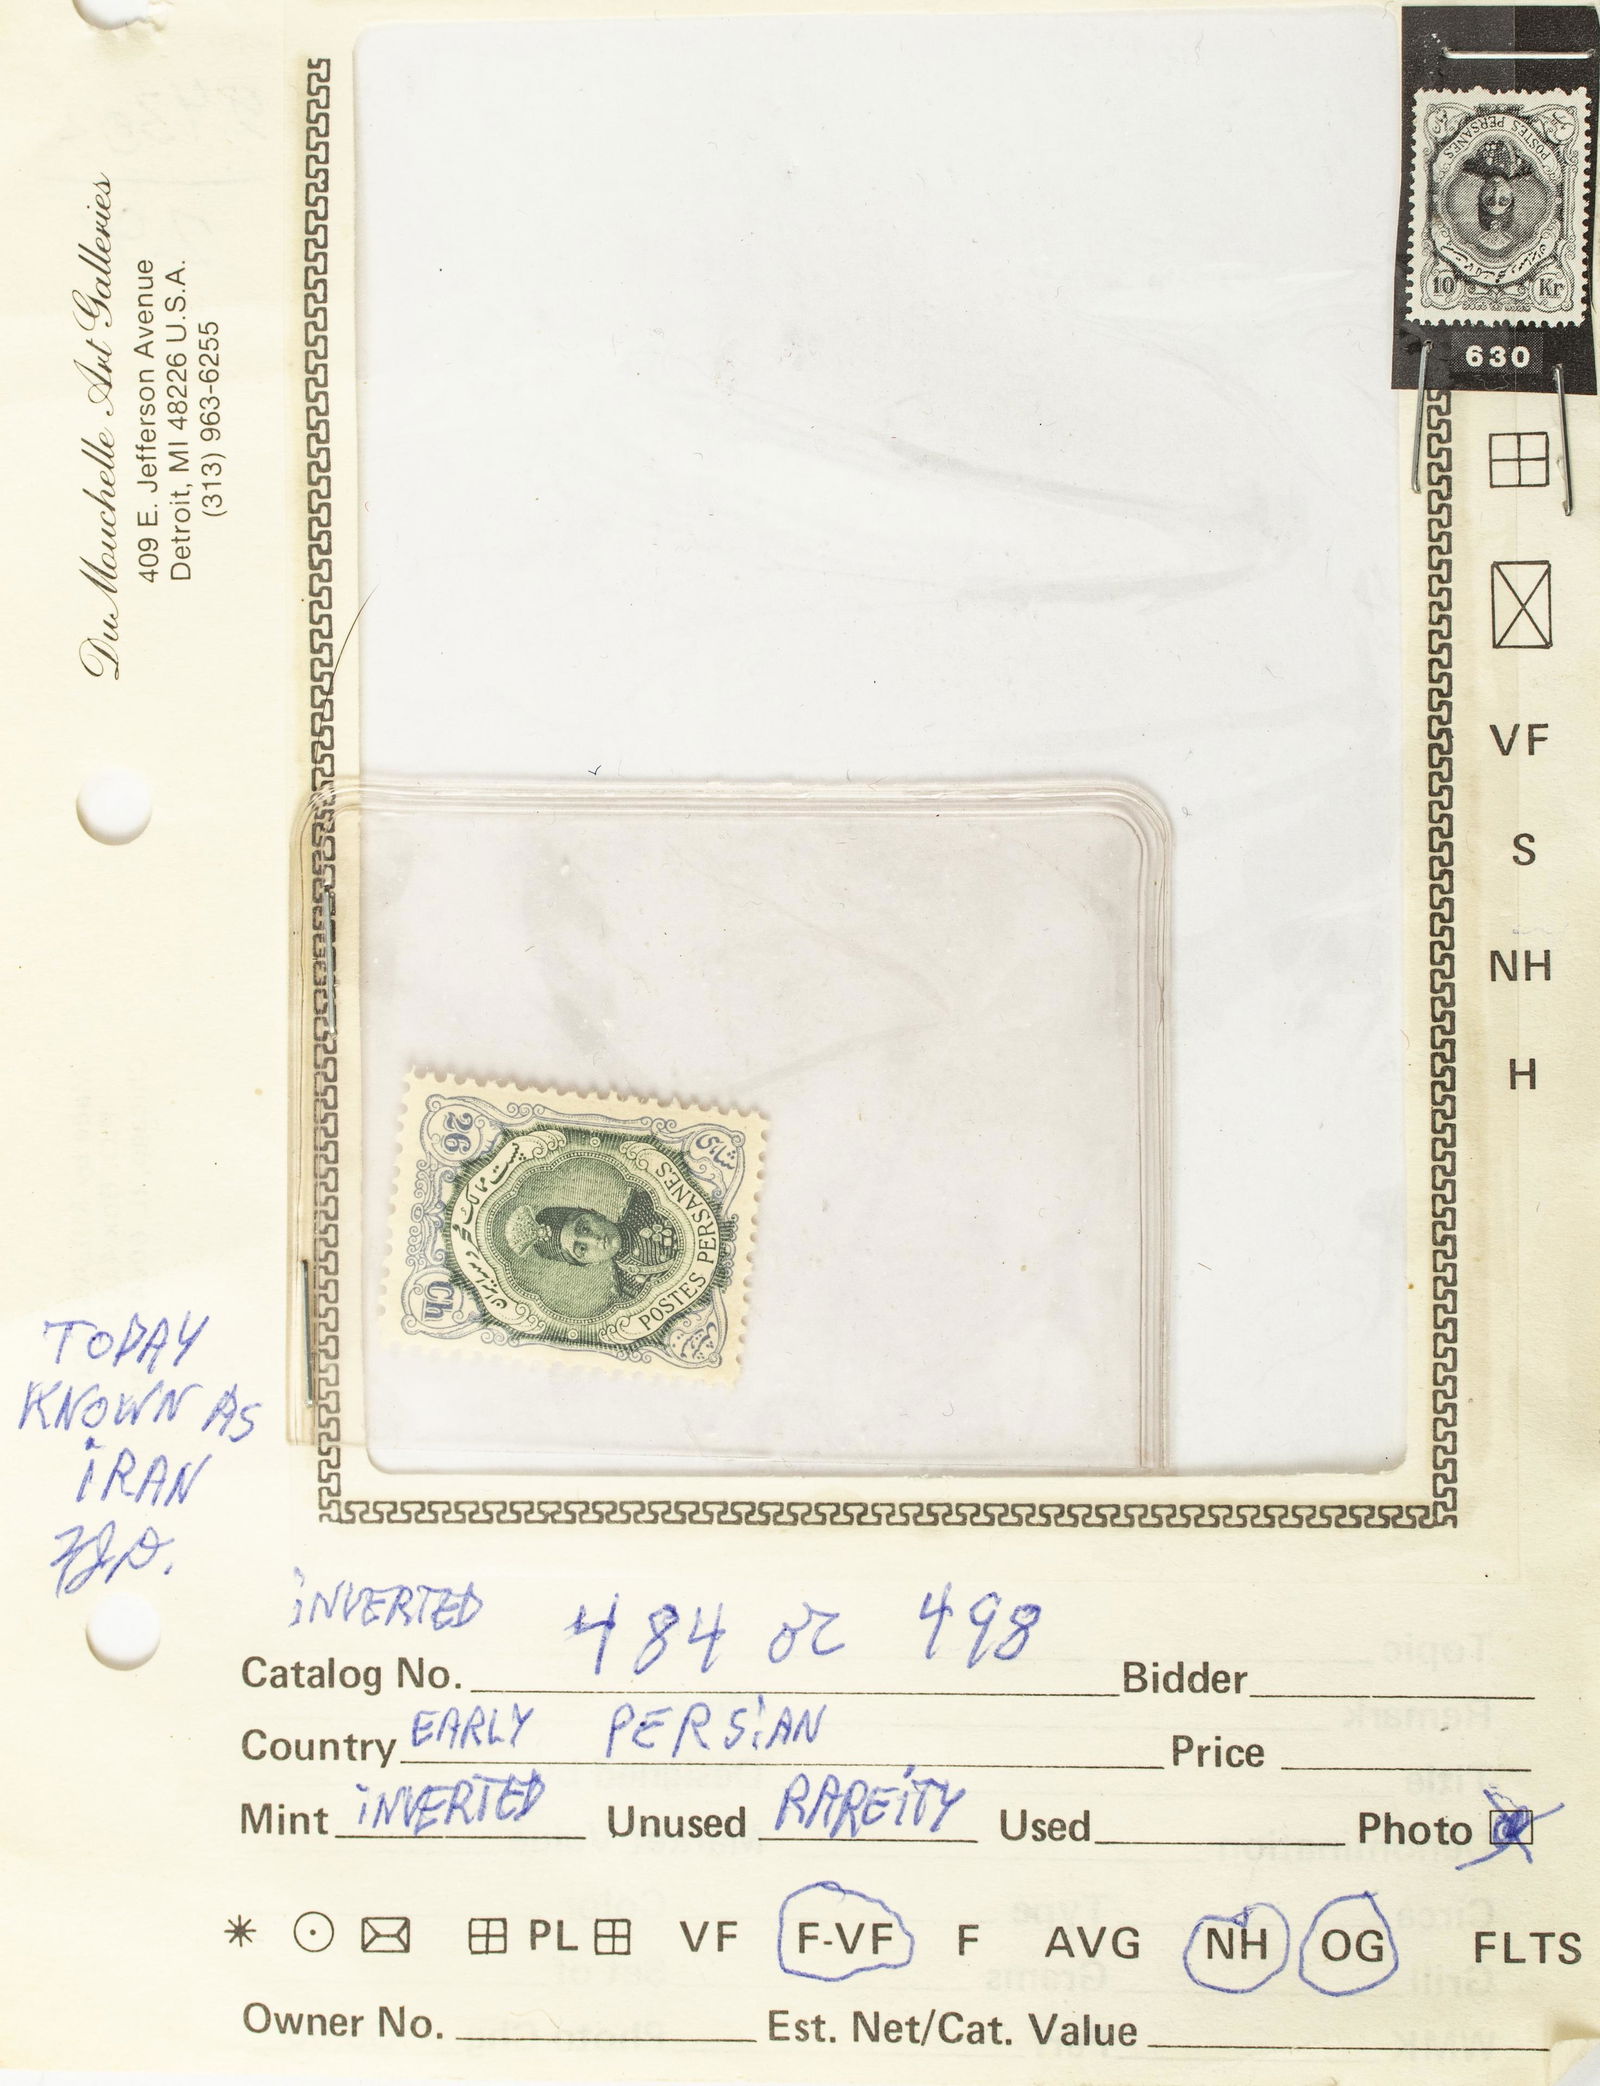 Du Mouchelle Art Galleries
409 E. Jefferson Avenue
Detroit, MI 48226 U.S.A.
(313) 963-6255
POSTES PERSANES
10 Kr
630
VF
S
NH
H
26
Ch
POSTES PERSANES
TODAY
KNOWN AS
iRAN
iNVERTED
Catalog No. 484 or 498 Bidder
Country EARLY PERSiAN Price
Mint iNVERTED Unused RAREiTY Used Photo
* PL VF F-VF F AVG NH OG FLTS
Owner No. Est. Net/Cat. Value